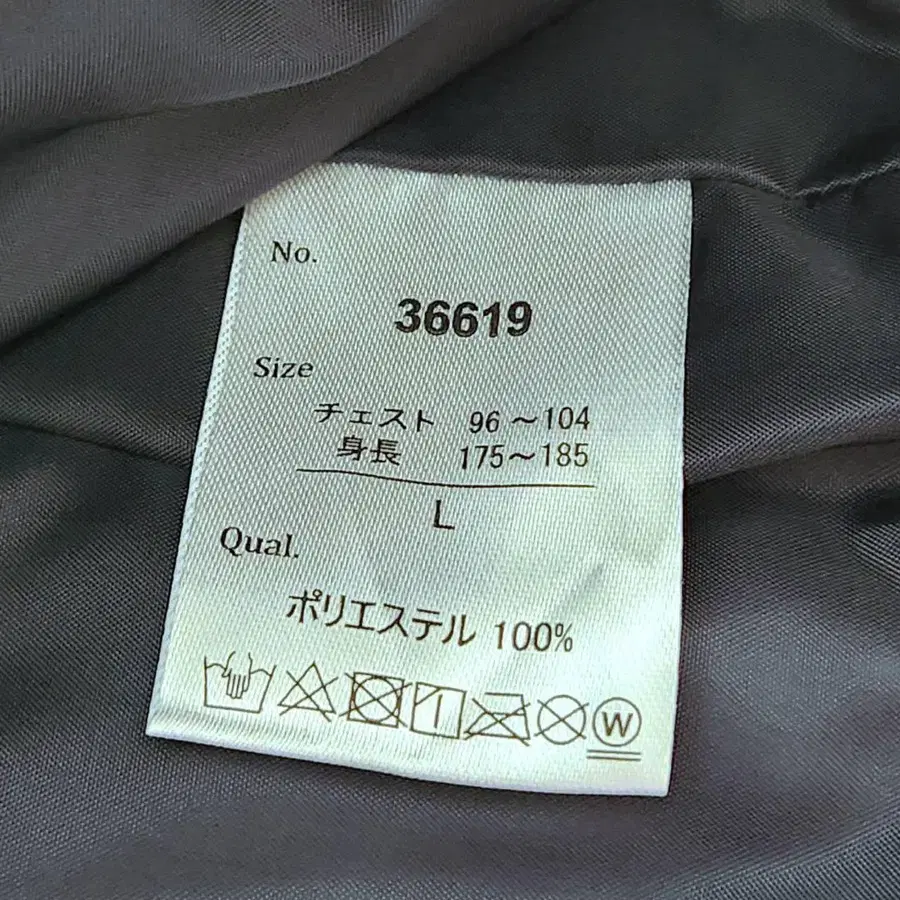 No.
36619
Size
チェスト 96～104
身長 175～185
L
Qual.
ポリエステル 100%
W